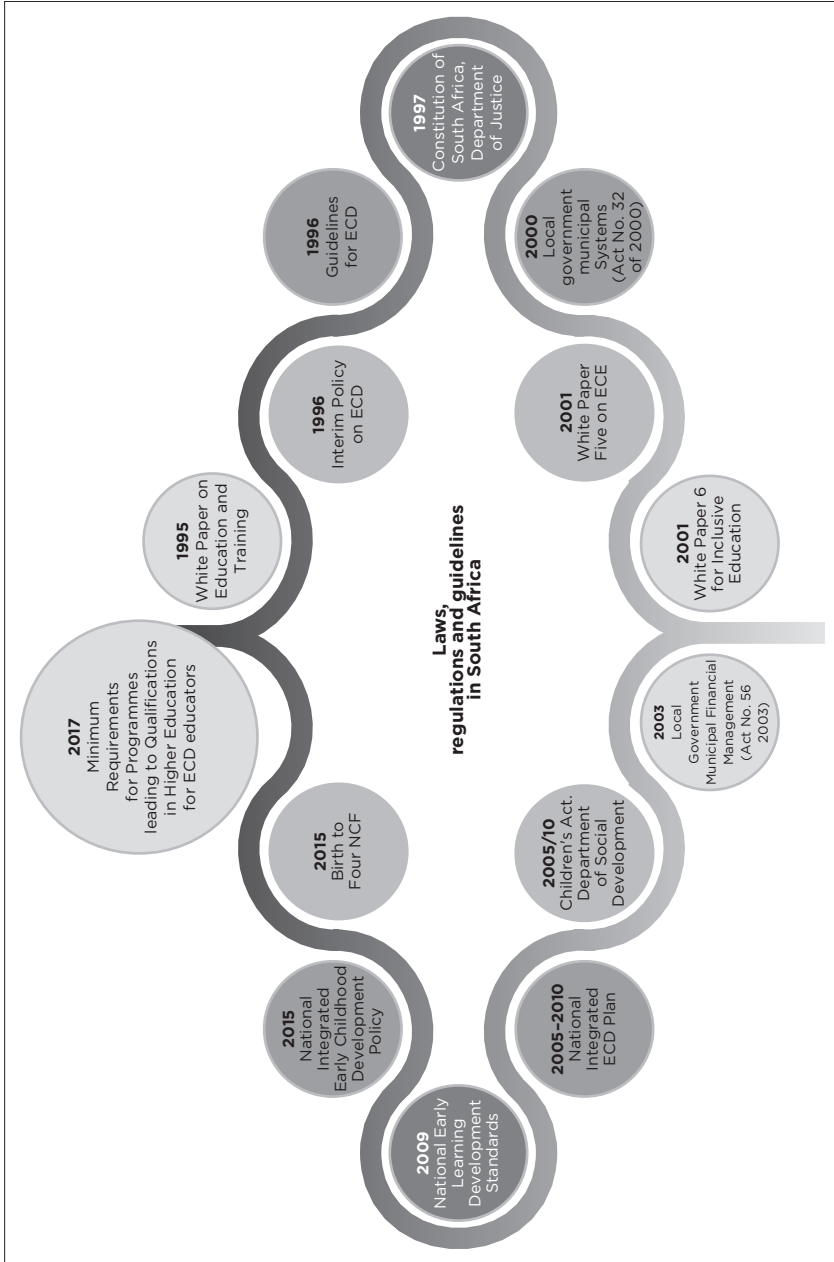 Laws,
regulations and guidelines
in South Africa
1995
White Paper on
Education and
Training
1996
Interim Policy
on ECD
1996
Guidelines
for ECD
1997
Constitution of
South Africa,
Department
of Justice
2000
Local
government
municipal
Systems
(Act No. 32
of 2000)
2001
White Paper
Five on ECE
2001
White Paper 6
for Inclusive
Education
2003
Local
Government
Municipal Financial
Management
(Act No. 56
2003)
2005/10
Children's Act.
Department
of Social
Development
2005–2010
National
Integrated
ECD Plan
2009
National Early
Learning
Development
Standards
2015
National
Integrated
Early Childhood
Development
Policy
2015
Birth to
Four NCF
2017
Minimum
Requirements
for Programmes
leading to Qualifications
in Higher Education
for ECD educators